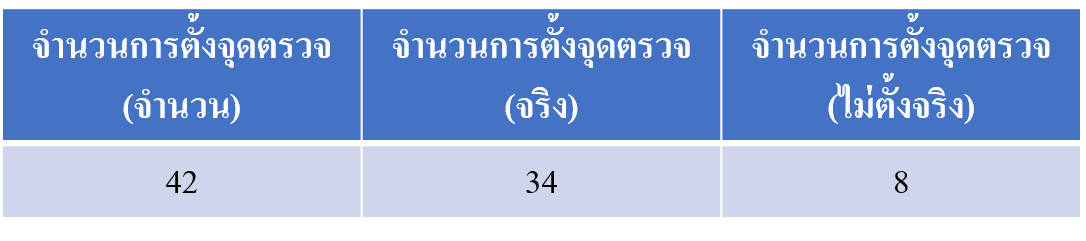 จำนวนการตั้งจุดตรวจ
(จำนวน)
จำนวนการตั้งจุดตรวจ
(จริง)
จำนวนการตั้งจุดตรวจ
(ไม่ตั้งจริง)
42
34
8